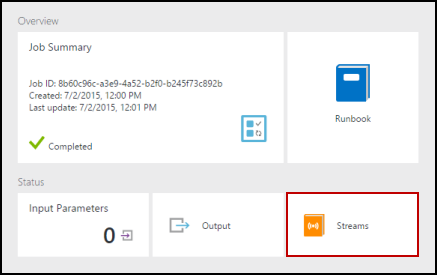 Overview
Job Summary
Job ID: 8b60c96c-a3e9-4a52-b2f0-b245f73c892b
Created: 7/2/2015, 12:00 PM
Last update: 7/2/2015, 12:01 PM
Completed
Runbook
Status
Input Parameters
0
Output
Streams